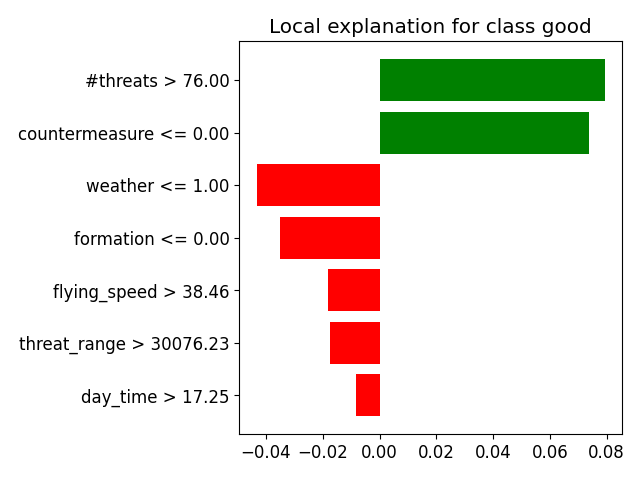 Local explanation for class good
#threats > 76.00
countermeasure <= 0.00
weather <= 1.00
formation <= 0.00
flying_speed > 38.46
threat_range > 30076.23
day_time > 17.25
−0.04 −0.02 0.00 0.02 0.04 0.06 0.08